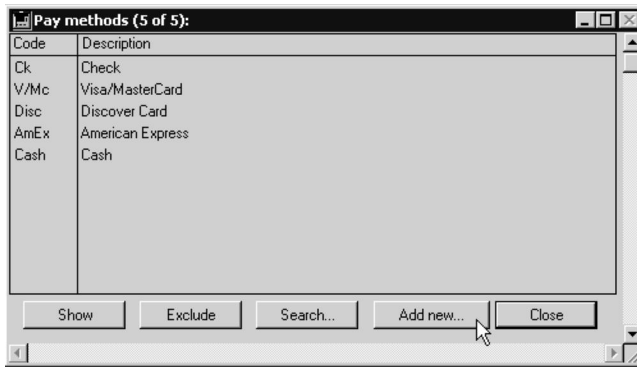 Pay methods (5 of 5):
Code Description
Ck Check
V/Mc Visa/MasterCard
Disc Discover Card
AmEx American Express
Cash Cash
Show Exclude Search... Add new... Close